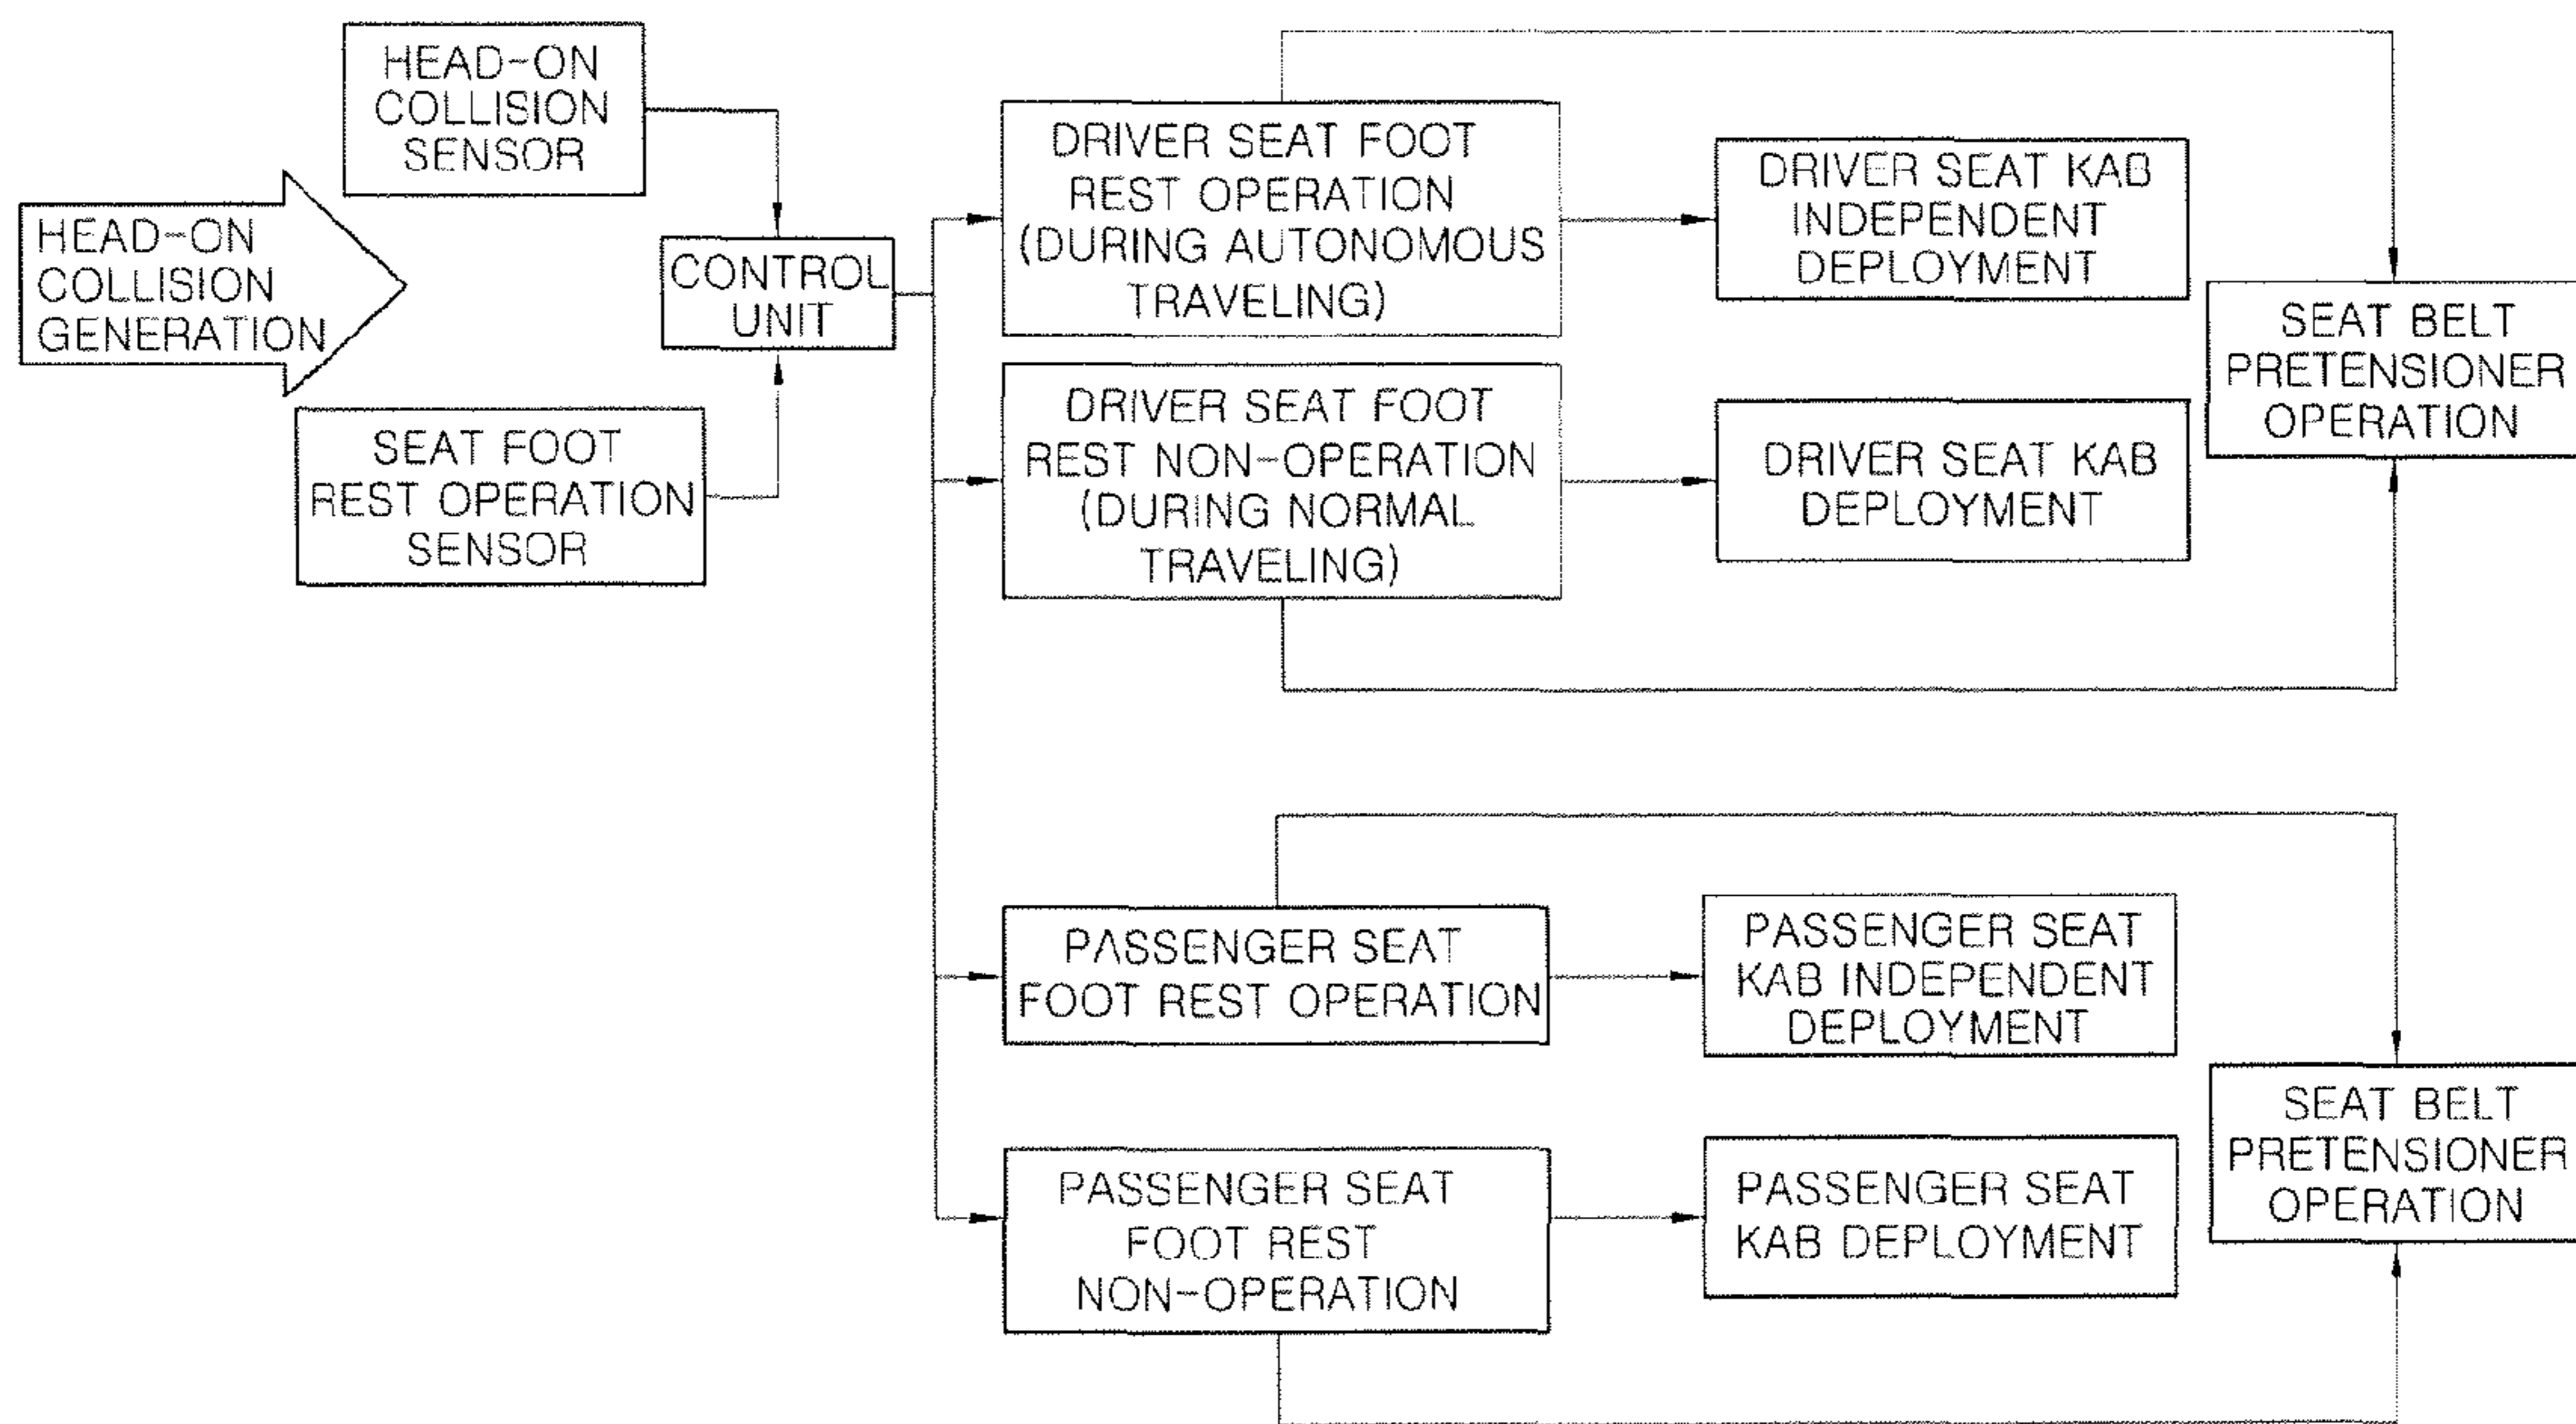 HEAD-ON
COLLISION
GENERATION
HEAD-ON
COLLISION
SENSOR
SEAT FOOT
REST OPERATION
SENSOR
CONTROL
UNIT
DRIVER SEAT FOOT
REST OPERATION
(DURING AUTONOMOUS
TRAVELING)
DRIVER SEAT KAB
INDEPENDENT
DEPLOYMENT
DRIVER SEAT FOOT
REST NON-OPERATION
(DURING NORMAL
TRAVELING)
DRIVER SEAT KAB
DEPLOYMENT
SEAT BELT
PRETENSIONER
OPERATION
PASSENGER SEAT
FOOT REST OPERATION
PASSENGER SEAT
KAB INDEPENDENT
DEPLOYMENT
PASSENGER SEAT
FOOT REST
NON-OPERATION
PASSENGER SEAT
KAB DEPLOYMENT
SEAT BELT
PRETENSIONER
OPERATION